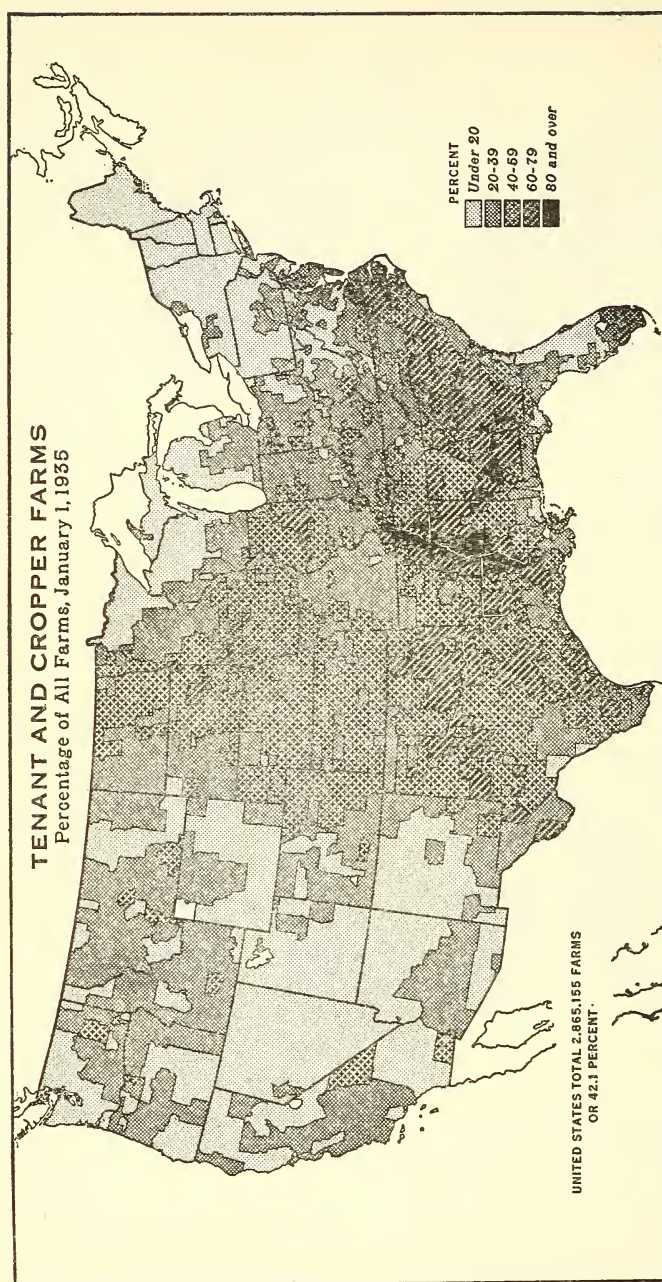 TENANT AND CROPPER FARMS
Percentage of All Farms, January 1, 1935
PERCENT
Under 20
20-39
40-59
60-79
80 and over
UNITED STATES TOTAL 2,865,155 FARMS
OR 42.1 PERCENT.